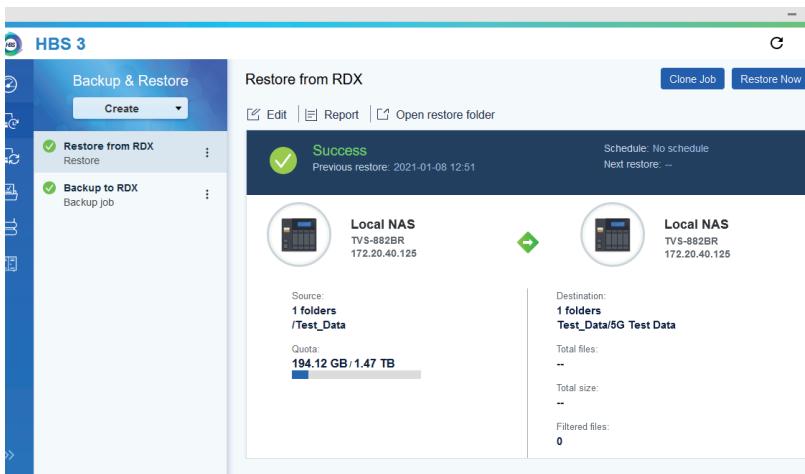 HBS
HBS 3
Backup & Restore
Create
Restore from RDX
Restore
Backup to RDX
Backup job
Restore from RDX
Clone Job
Restore Now
Edit
Report
Open restore folder
Success
Previous restore: 2021-01-08 12:51
Schedule: No schedule
Next restore: --
Local NAS
TVS-882BR
172.20.40.125
Local NAS
TVS-882BR
172.20.40.125
Source:
1 folders
/Test_Data
Quota:
194.12 GB / 1.47 TB
Destination:
1 folders
Test_Data/5G Test Data
Total files:
--
Total size:
--
Filtered files:
0